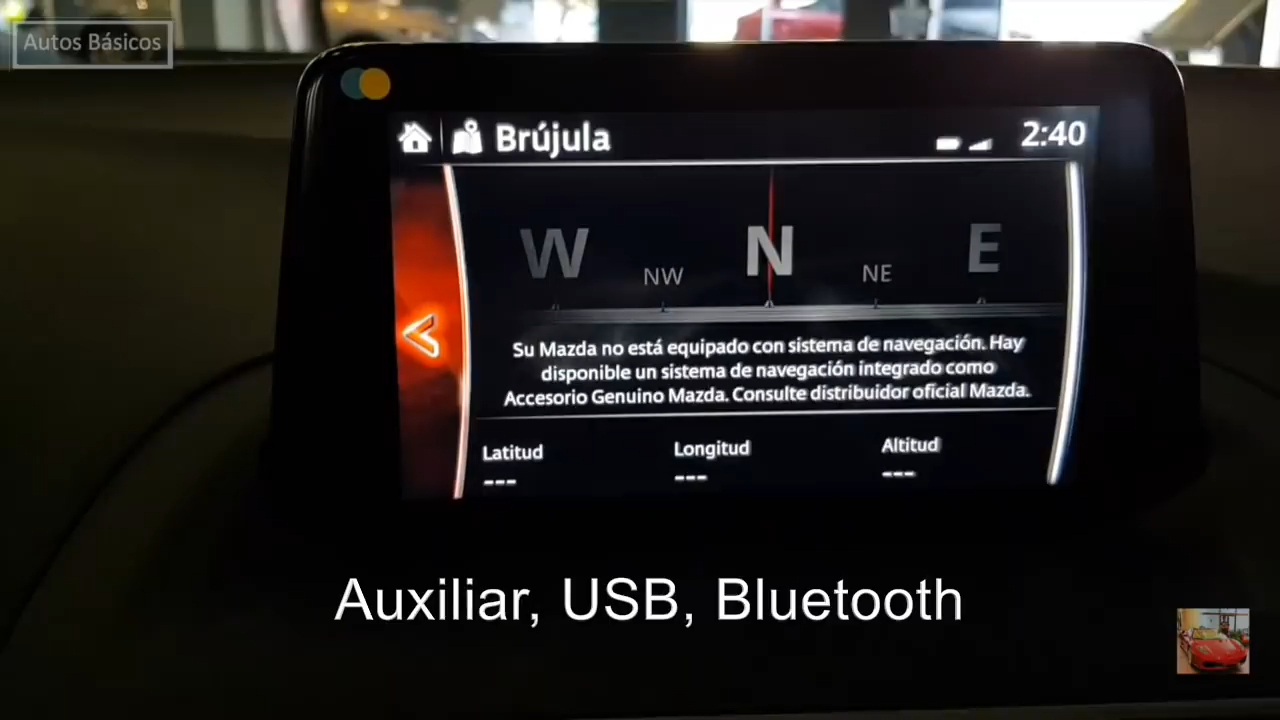 Autos Básicos
Brújula
2:40
W
NW
N
NE
E
Su Mazda no está equipado con sistema de navegación. Hay
disponible un sistema de navegación integrado como
Accesorio Genuino Mazda. Consulte distribuidor oficial Mazda.
Latitud Longitud Altitud
--- --- ---
Auxiliar, USB, Bluetooth